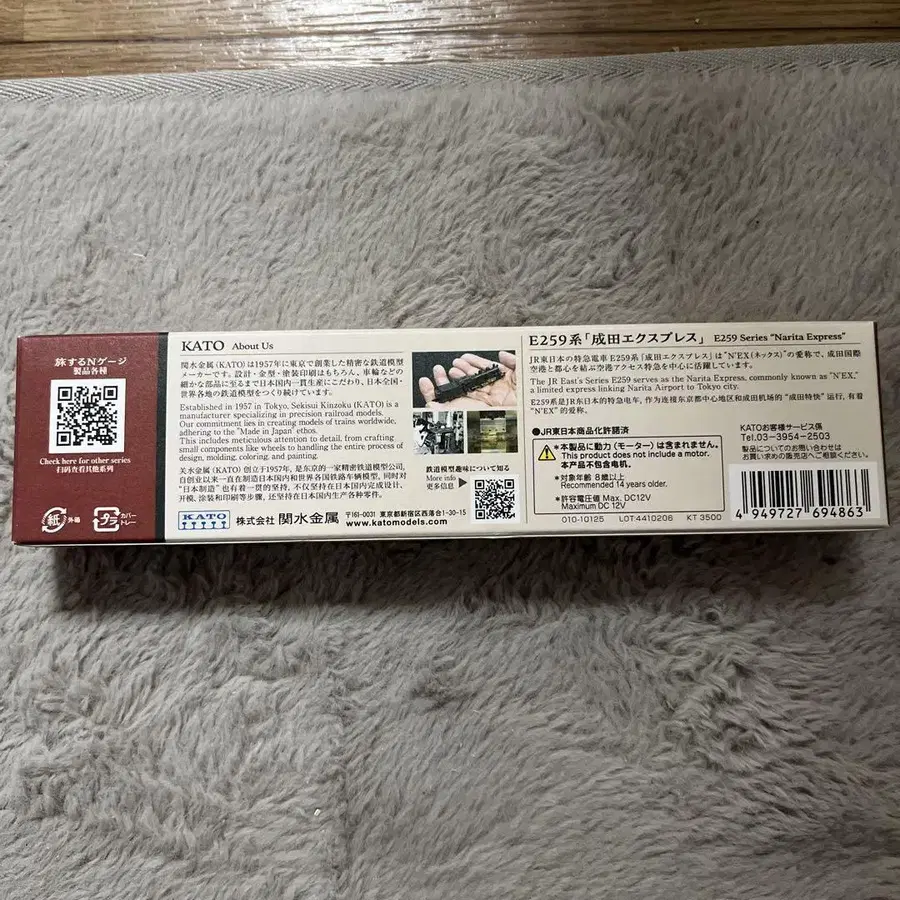 旅するNゲージ
製品各種
Check here for other series
扫码查看其他系列
紙
外箱
プラ
カバー
トレー
KATO About Us
関水金属(KATO)は1957年に東京で創業した精密な鉄道模型
メーカーです。設計・金型・塗装印刷はもちろん、車輪などの
細かな部品に至るまで日本国内一貫生産にこだわり、日本全国・
世界各地の鉄道模型をつくり続けています。
Established in 1957 in Tokyo, Sekisui Kinzoku (KATO) is a
manufacturer specializing in precision railroad models.
Our commitment lies in creating models of trains worldwide,
adhering to the "Made in Japan" ethos.
This includes meticulous attention to detail, from crafting
small components like wheels to handling the entire process of
design, molding, coloring, and painting.
关水金属(KATO)创立于1957年，是东京的一家精密铁道模型公司，
自创业以来一直在制造日本国内和世界各国铁路车辆模型，同时对
"日本制造"也有着一贯的坚持，不仅坚持在日本国内完成设计、
开模、涂装和印刷等步骤，还坚持在日本国内生产各种零件。
鉄道模型趣味について知る
More info
更多信息
KATO
株式会社 関水金属
〒161-0031 東京都新宿区西落合1-30-15
www.katomodels.com
E259系「成田エクスプレス」 E259 Series "Narita Express"
JR東日本の特急電車E259系「成田エクスプレス」は"N'EX(ネックス)"の愛称で、成田国際
空港と都心を結ぶ空港アクセス特急を中心に活躍しています。
The JR East's Series E259 serves as the Narita Express, commonly known as "N'EX,"
a limited express linking Narita Airport to Tokyo city.
E259系是JR东日本的特急电车，作为连接东京都中心地区和成田机场的"成田特快"运行，有着
"N'EX"的爱称。
●JR東日本商品化許諾済
*本製品に動力(モーター)は含まれません。
This product does not include a motor.
本产品不包含电机。
*対象年齢 8歳以上
Recommended 14 years older.
*許容電圧値 Max. DC12V
Maximum DC 12V
010-10125 LOT:4410206 KT 3500
KATOお客様サービス係
Tel.03-3954-2503
製品についてのお問い合わせは
お買い求めの販売店へご相談ください。
4 949727 694863